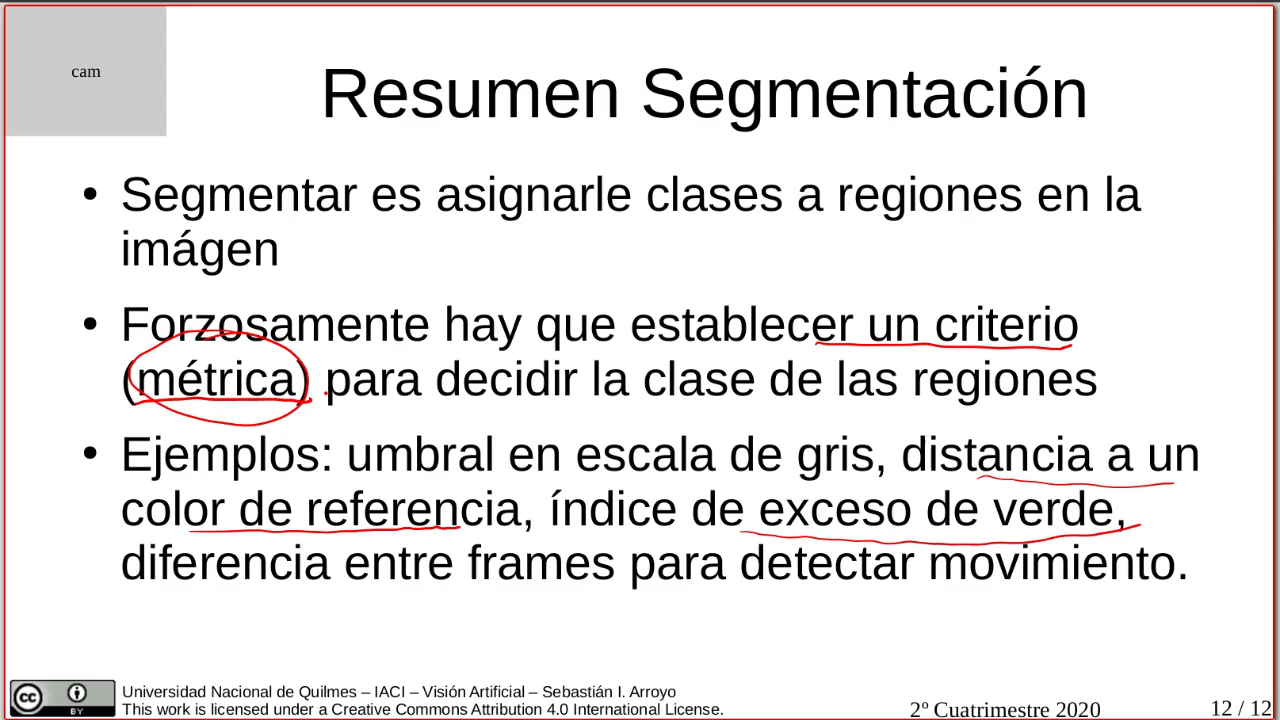 cam
Resumen Segmentación
• Segmentar es asignarle clases a regiones en la
imágen
• Forzosamente hay que establecer un criterio
(métrica) para decidir la clase de las regiones
• Ejemplos: umbral en escala de gris, distancia a un
color de referencia, índice de exceso de verde,
diferencia entre frames para detectar movimiento.
cc BY
Universidad Nacional de Quilmes – IACI – Visión Artificial – Sebastián I. Arroyo
This work is licensed under a Creative Commons Attribution 4.0 International License.
2º Cuatrimestre 2020
12 / 12